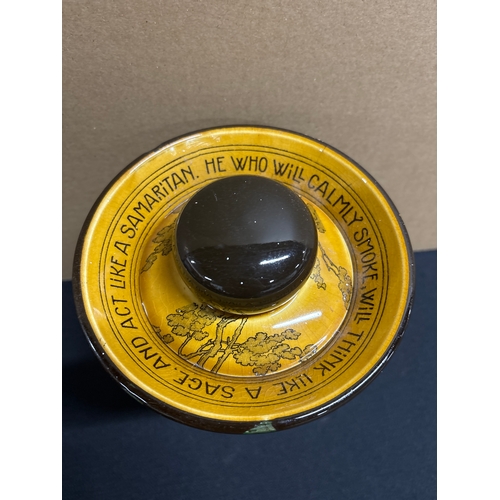 HE WHO WiLL CALMLY SMOKE, WiLL THiNK LiKE A SAGE. AND ACT LiKE A SAMARiTAN.